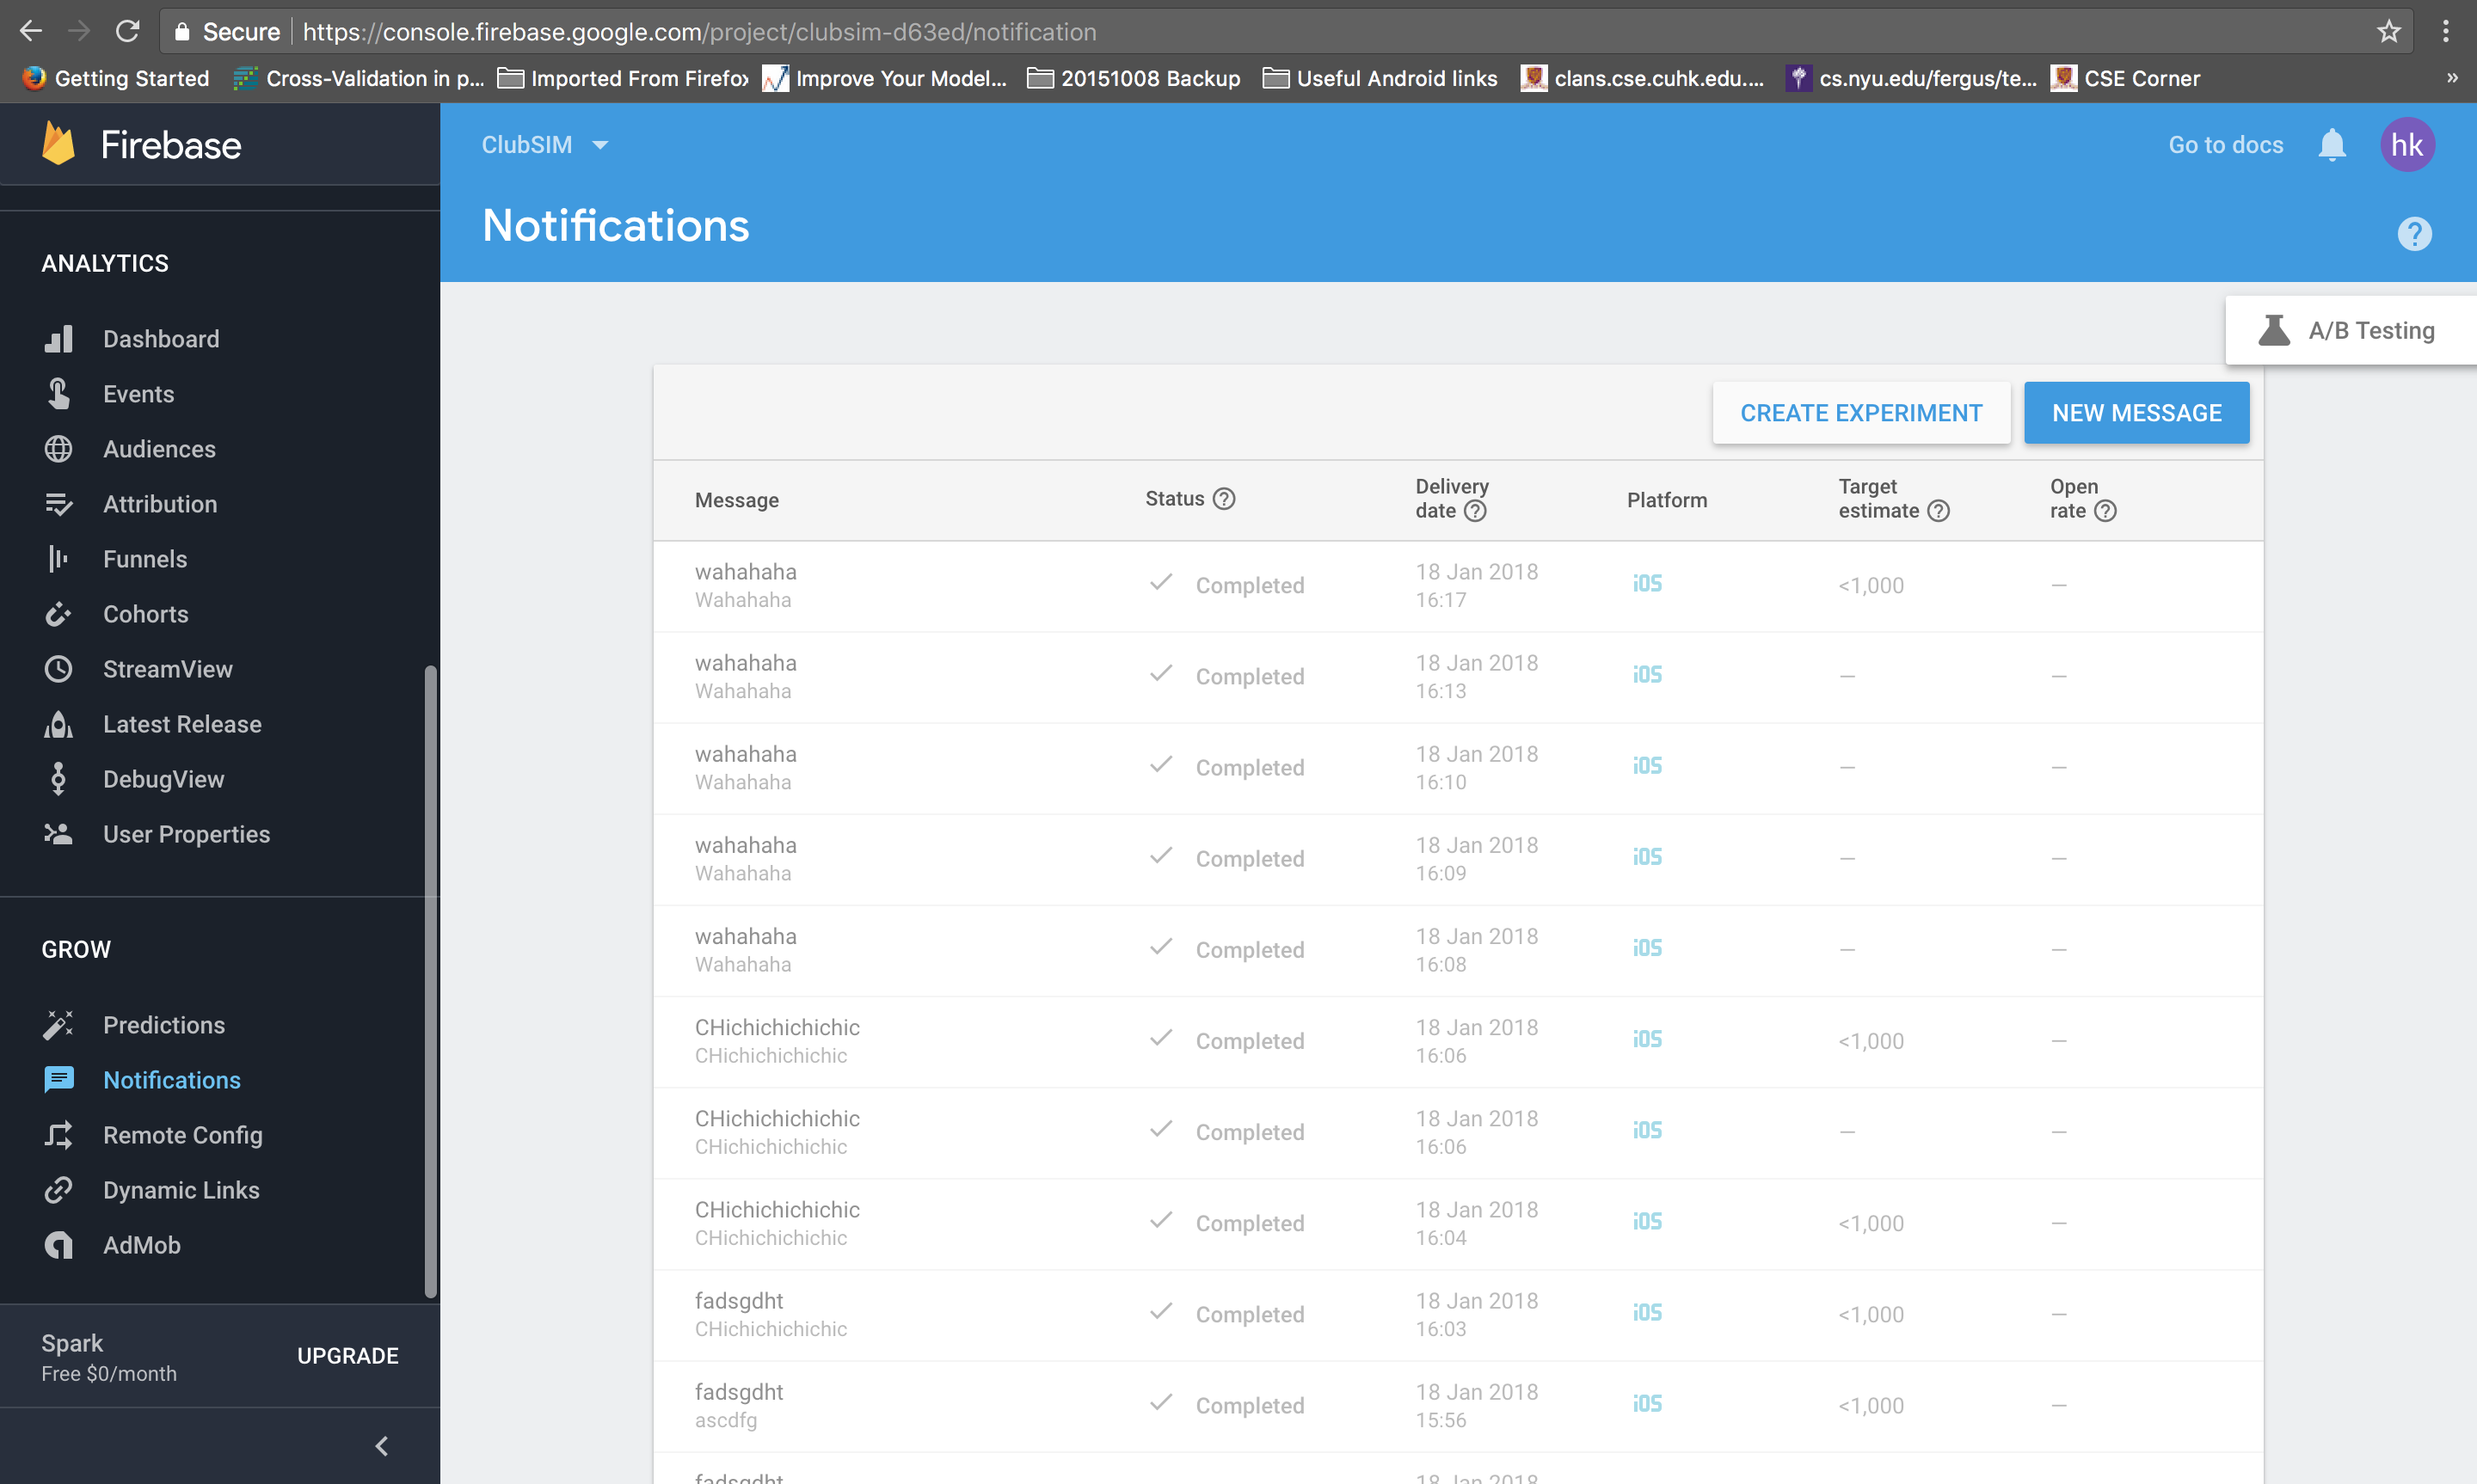 Secure https://console.firebase.google.com/project/clubsim-d63ed/notification
Getting Started Cross-Validation in p... Imported From Firefox Improve Your Model... 20151008 Backup Useful Android links clans.cse.cuhk.edu.... cs.nyu.edu/fergus/te... CSE Corner »
Firebase
ClubSIM
Go to docs
hk
Notifications
?
ANALYTICS
Dashboard
Events
Audiences
Attribution
Funnels
Cohorts
StreamView
Latest Release
DebugView
User Properties
GROW
Predictions
Notifications
Remote Config
Dynamic Links
AdMob
Spark
Free $0/month
UPGRADE
A/B Testing
CREATE EXPERIMENT
NEW MESSAGE
Message Status ? Delivery date ? Platform Target estimate ? Open rate ?
wahahaha
Wahahaha
Completed
18 Jan 2018
16:17
iOS
<1,000
—
wahahaha
Wahahaha
Completed
18 Jan 2018
16:13
iOS
—
—
wahahaha
Wahahaha
Completed
18 Jan 2018
16:10
iOS
—
—
wahahaha
Wahahaha
Completed
18 Jan 2018
16:09
iOS
—
—
wahahaha
Wahahaha
Completed
18 Jan 2018
16:08
iOS
—
—
CHichichichichic
CHichichichichic
Completed
18 Jan 2018
16:06
iOS
<1,000
—
CHichichichichic
CHichichichichic
Completed
18 Jan 2018
16:06
iOS
—
—
CHichichichichic
CHichichichichic
Completed
18 Jan 2018
16:04
iOS
<1,000
—
fadsgdht
CHichichichichic
Completed
18 Jan 2018
16:03
iOS
<1,000
—
fadsgdht
ascdfg
Completed
18 Jan 2018
15:56
iOS
<1,000
—
fadsgdht
18 Jan 2018